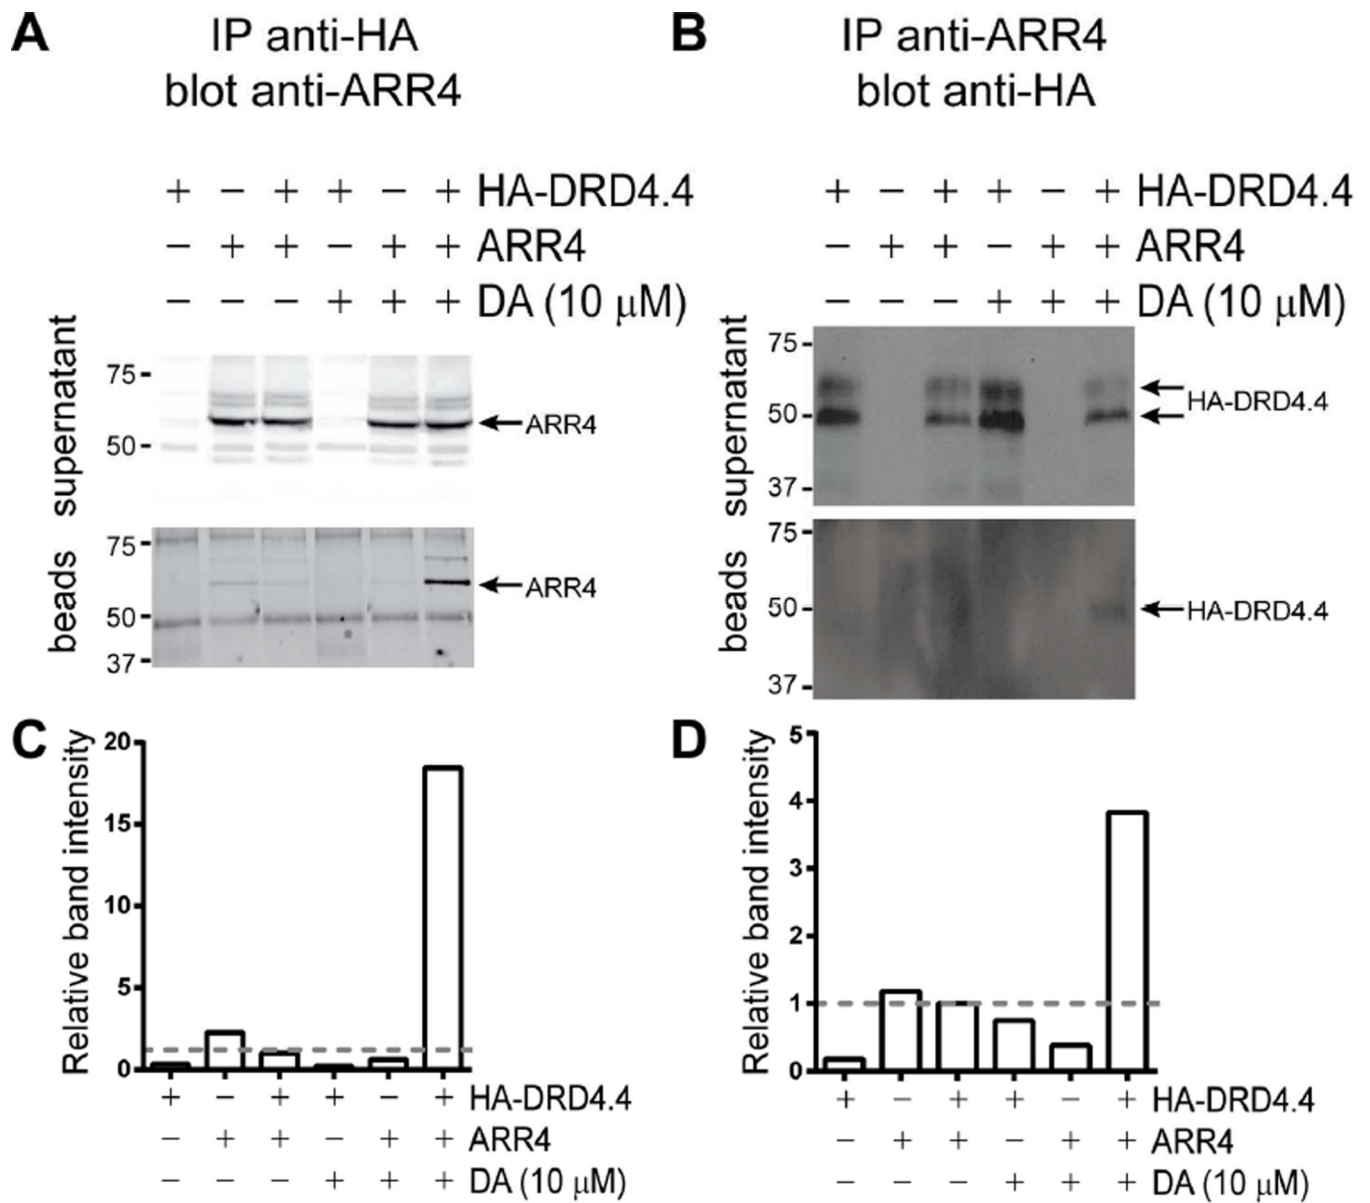 A
IP anti-HA
blot anti-ARR4
+ − + + − + HA-DRD4.4
− + + − + + ARR4
− − − + + + DA (10 μM)
supernatant
75
50
ARR4
beads
75
50
37
ARR4
B
IP anti-ARR4
blot anti-HA
+ − + + − + HA-DRD4.4
− + + − + + ARR4
− − − + + + DA (10 μM)
supernatant
75
50
37
HA-DRD4.4
beads
75
50
37
HA-DRD4.4
C
Relative band intensity
20
15
10
5
0
+ − + + − + HA-DRD4.4
− + + − + + ARR4
− − − + + + DA (10 μM)
D
Relative band intensity
5
4
3
2
1
0
+ − + + − + HA-DRD4.4
− + + − + + ARR4
− − − + + + DA (10 μM)